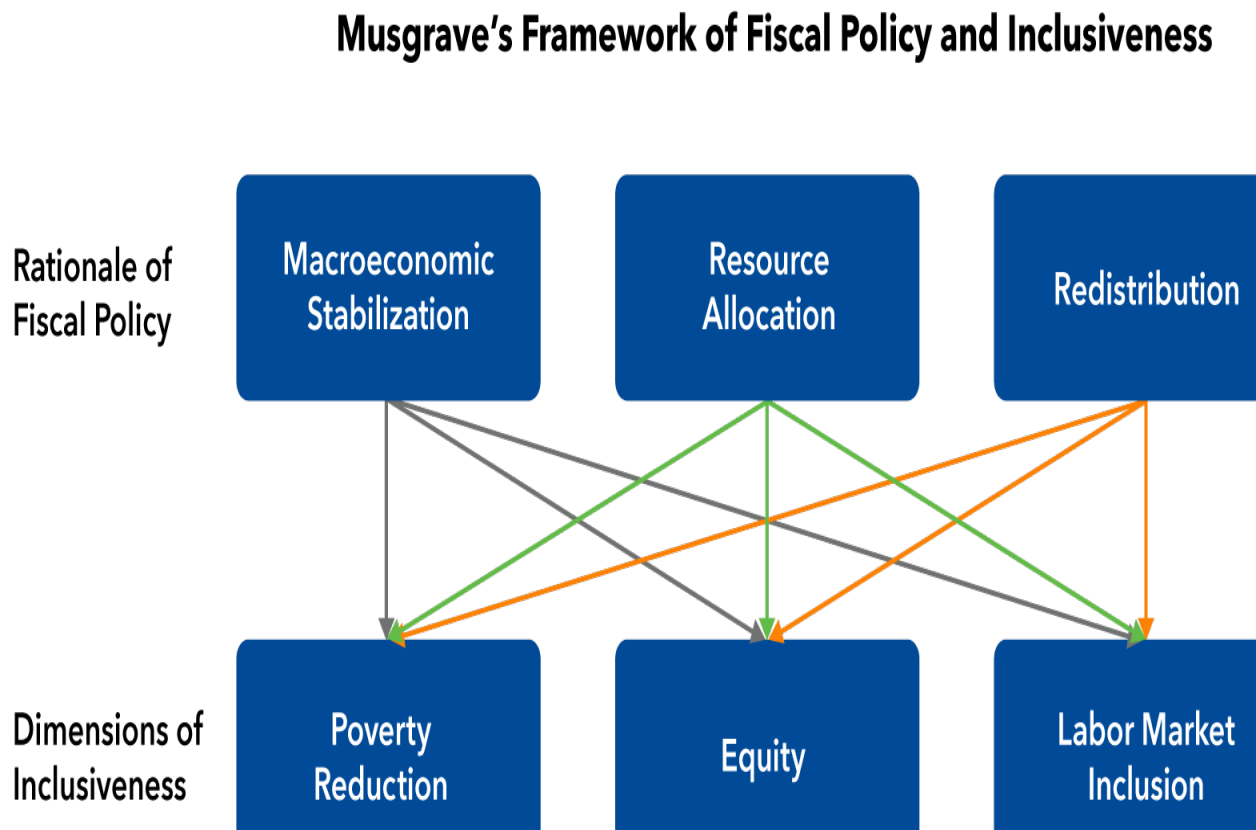 Musgrave’s Framework of Fiscal Policy and Inclusiveness
Rationale of
Fiscal Policy
Macroeconomic
Stabilization
Resource
Allocation
Redistribution
Dimensions of
Inclusiveness
Poverty
Reduction
Equity
Labor Market
Inclusion